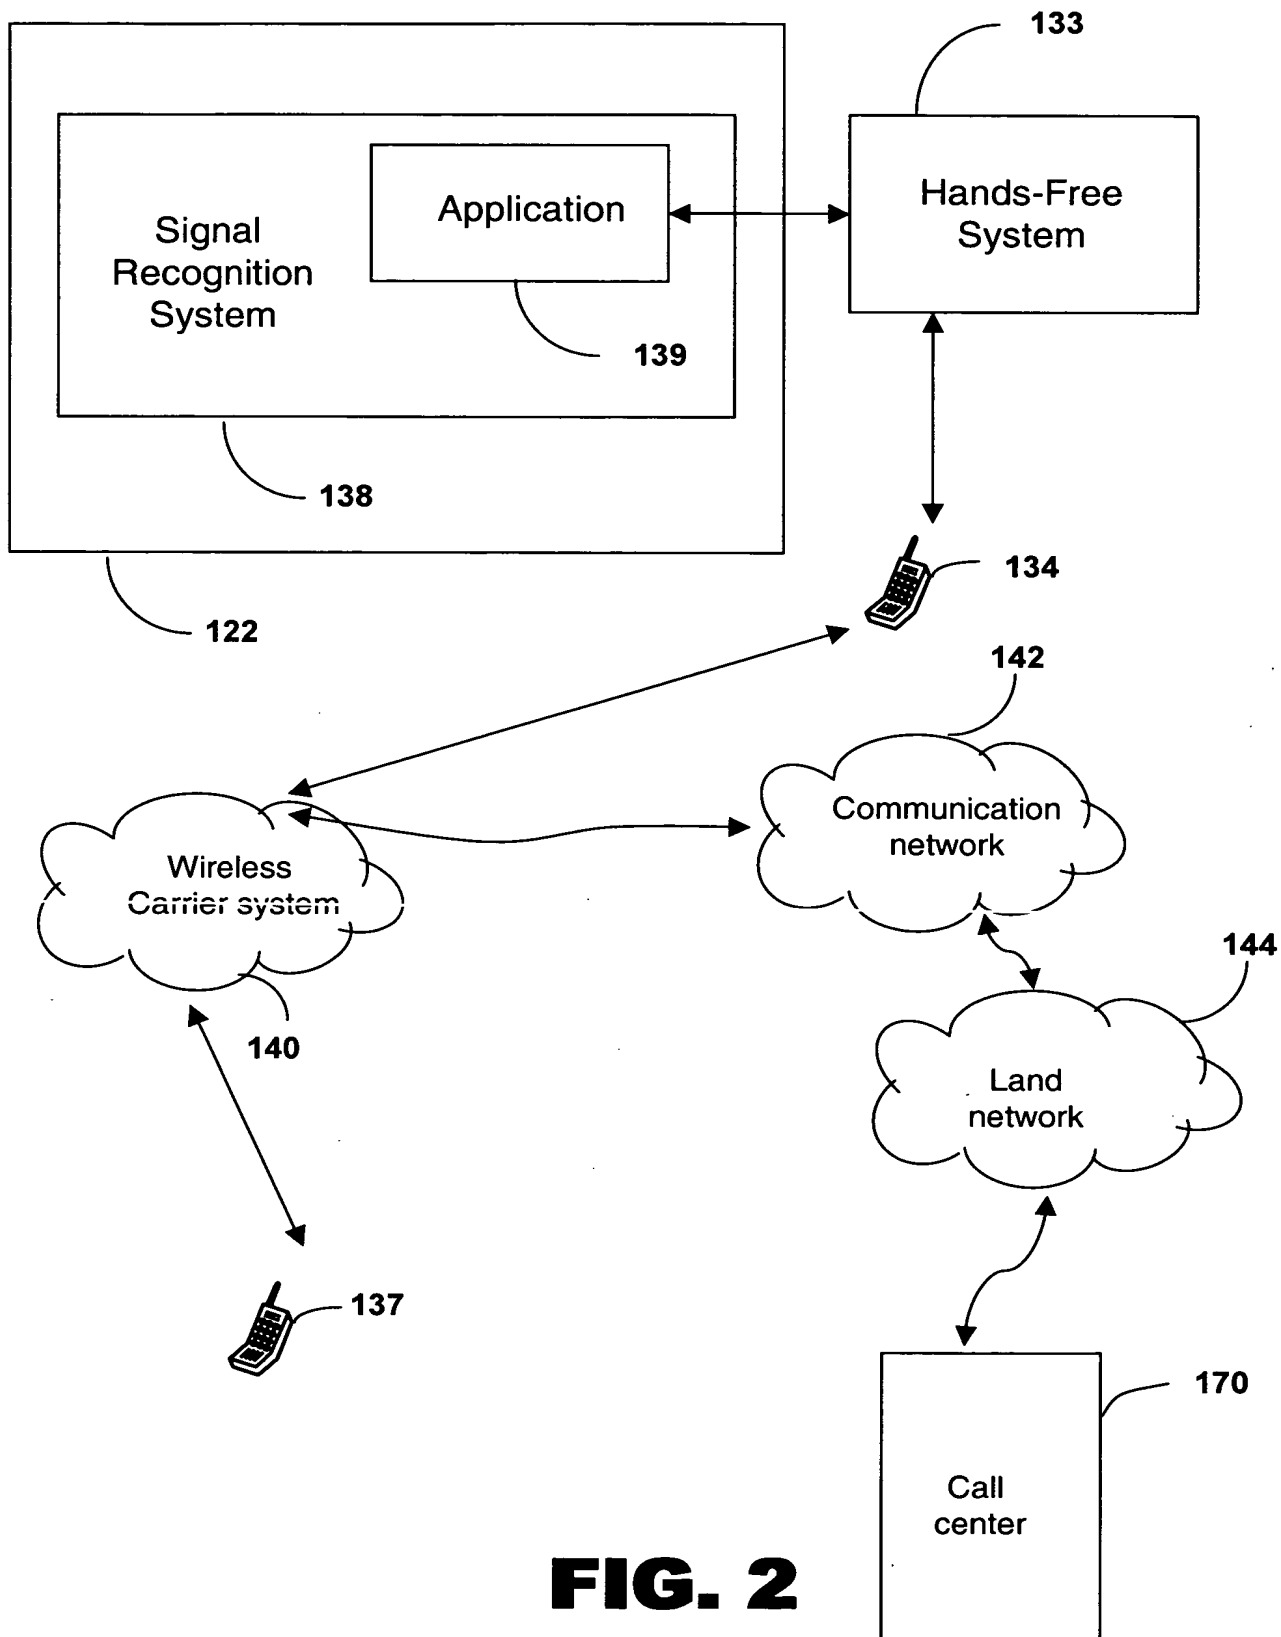 133
Hands-Free
System
Application
Signal
Recognition
System
139
138
134
122
142
Communication
network
Wireless
Carrier system
144
140
Land
network
137
170
Call
center
FIG. 2